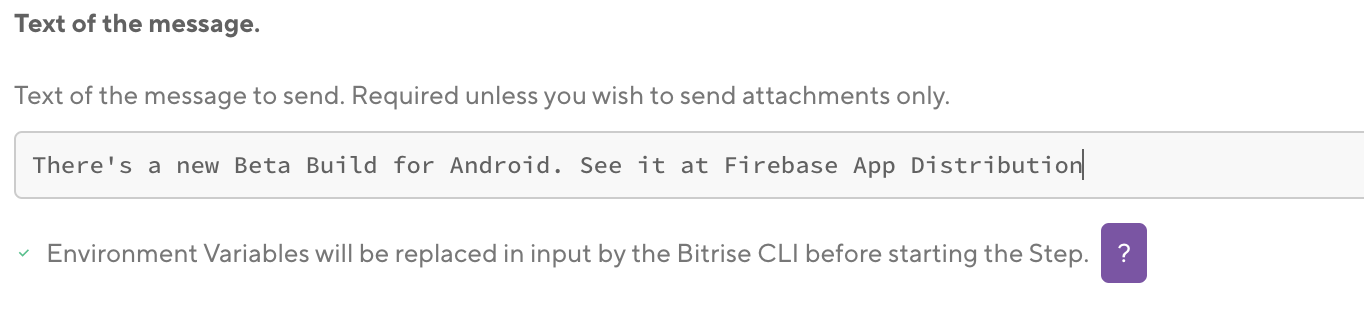 Text of the message.
Text of the message to send. Required unless you wish to send attachments only.
There's a new Beta Build for Android. See it at Firebase App Distribution
Environment Variables will be replaced in input by the Bitrise CLI before starting the Step. ?